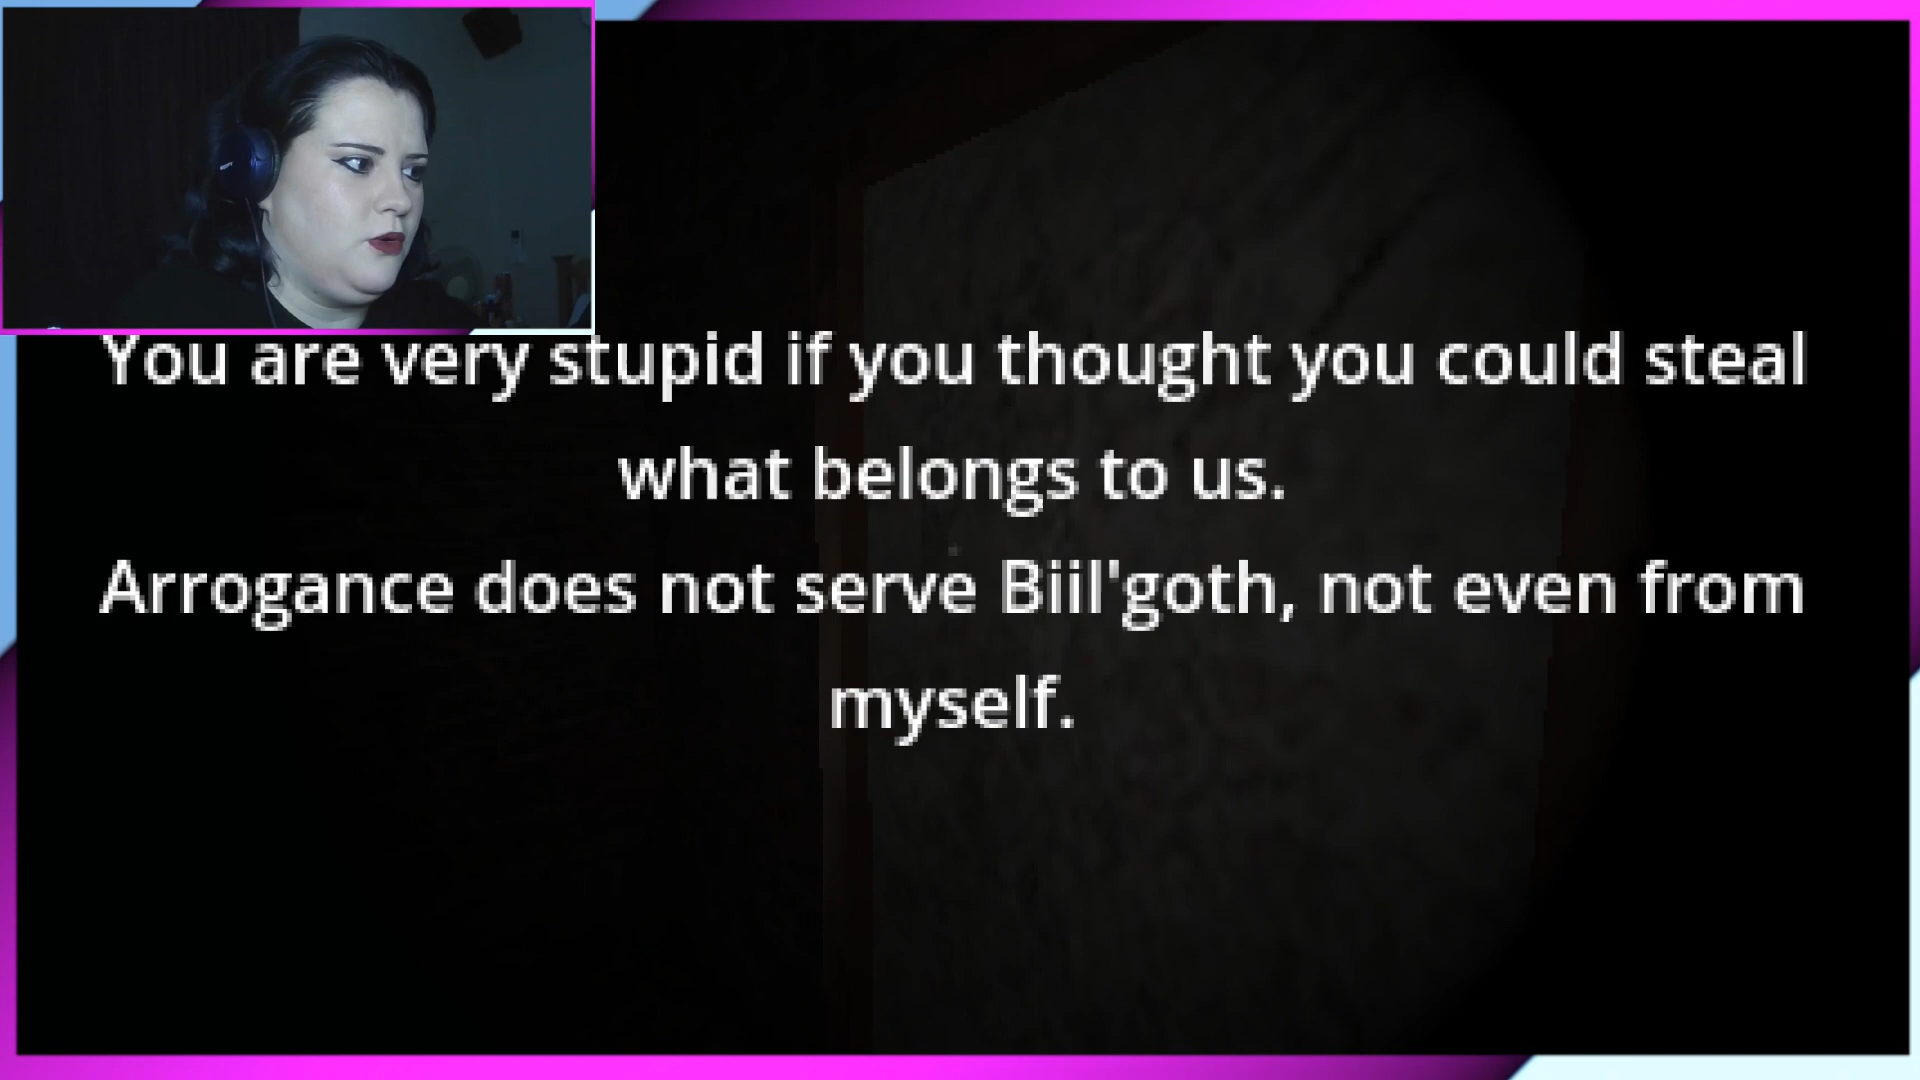 You are very stupid if you thought you could steal
what belongs to us.
Arrogance does not serve Biil'goth, not even from
myself.